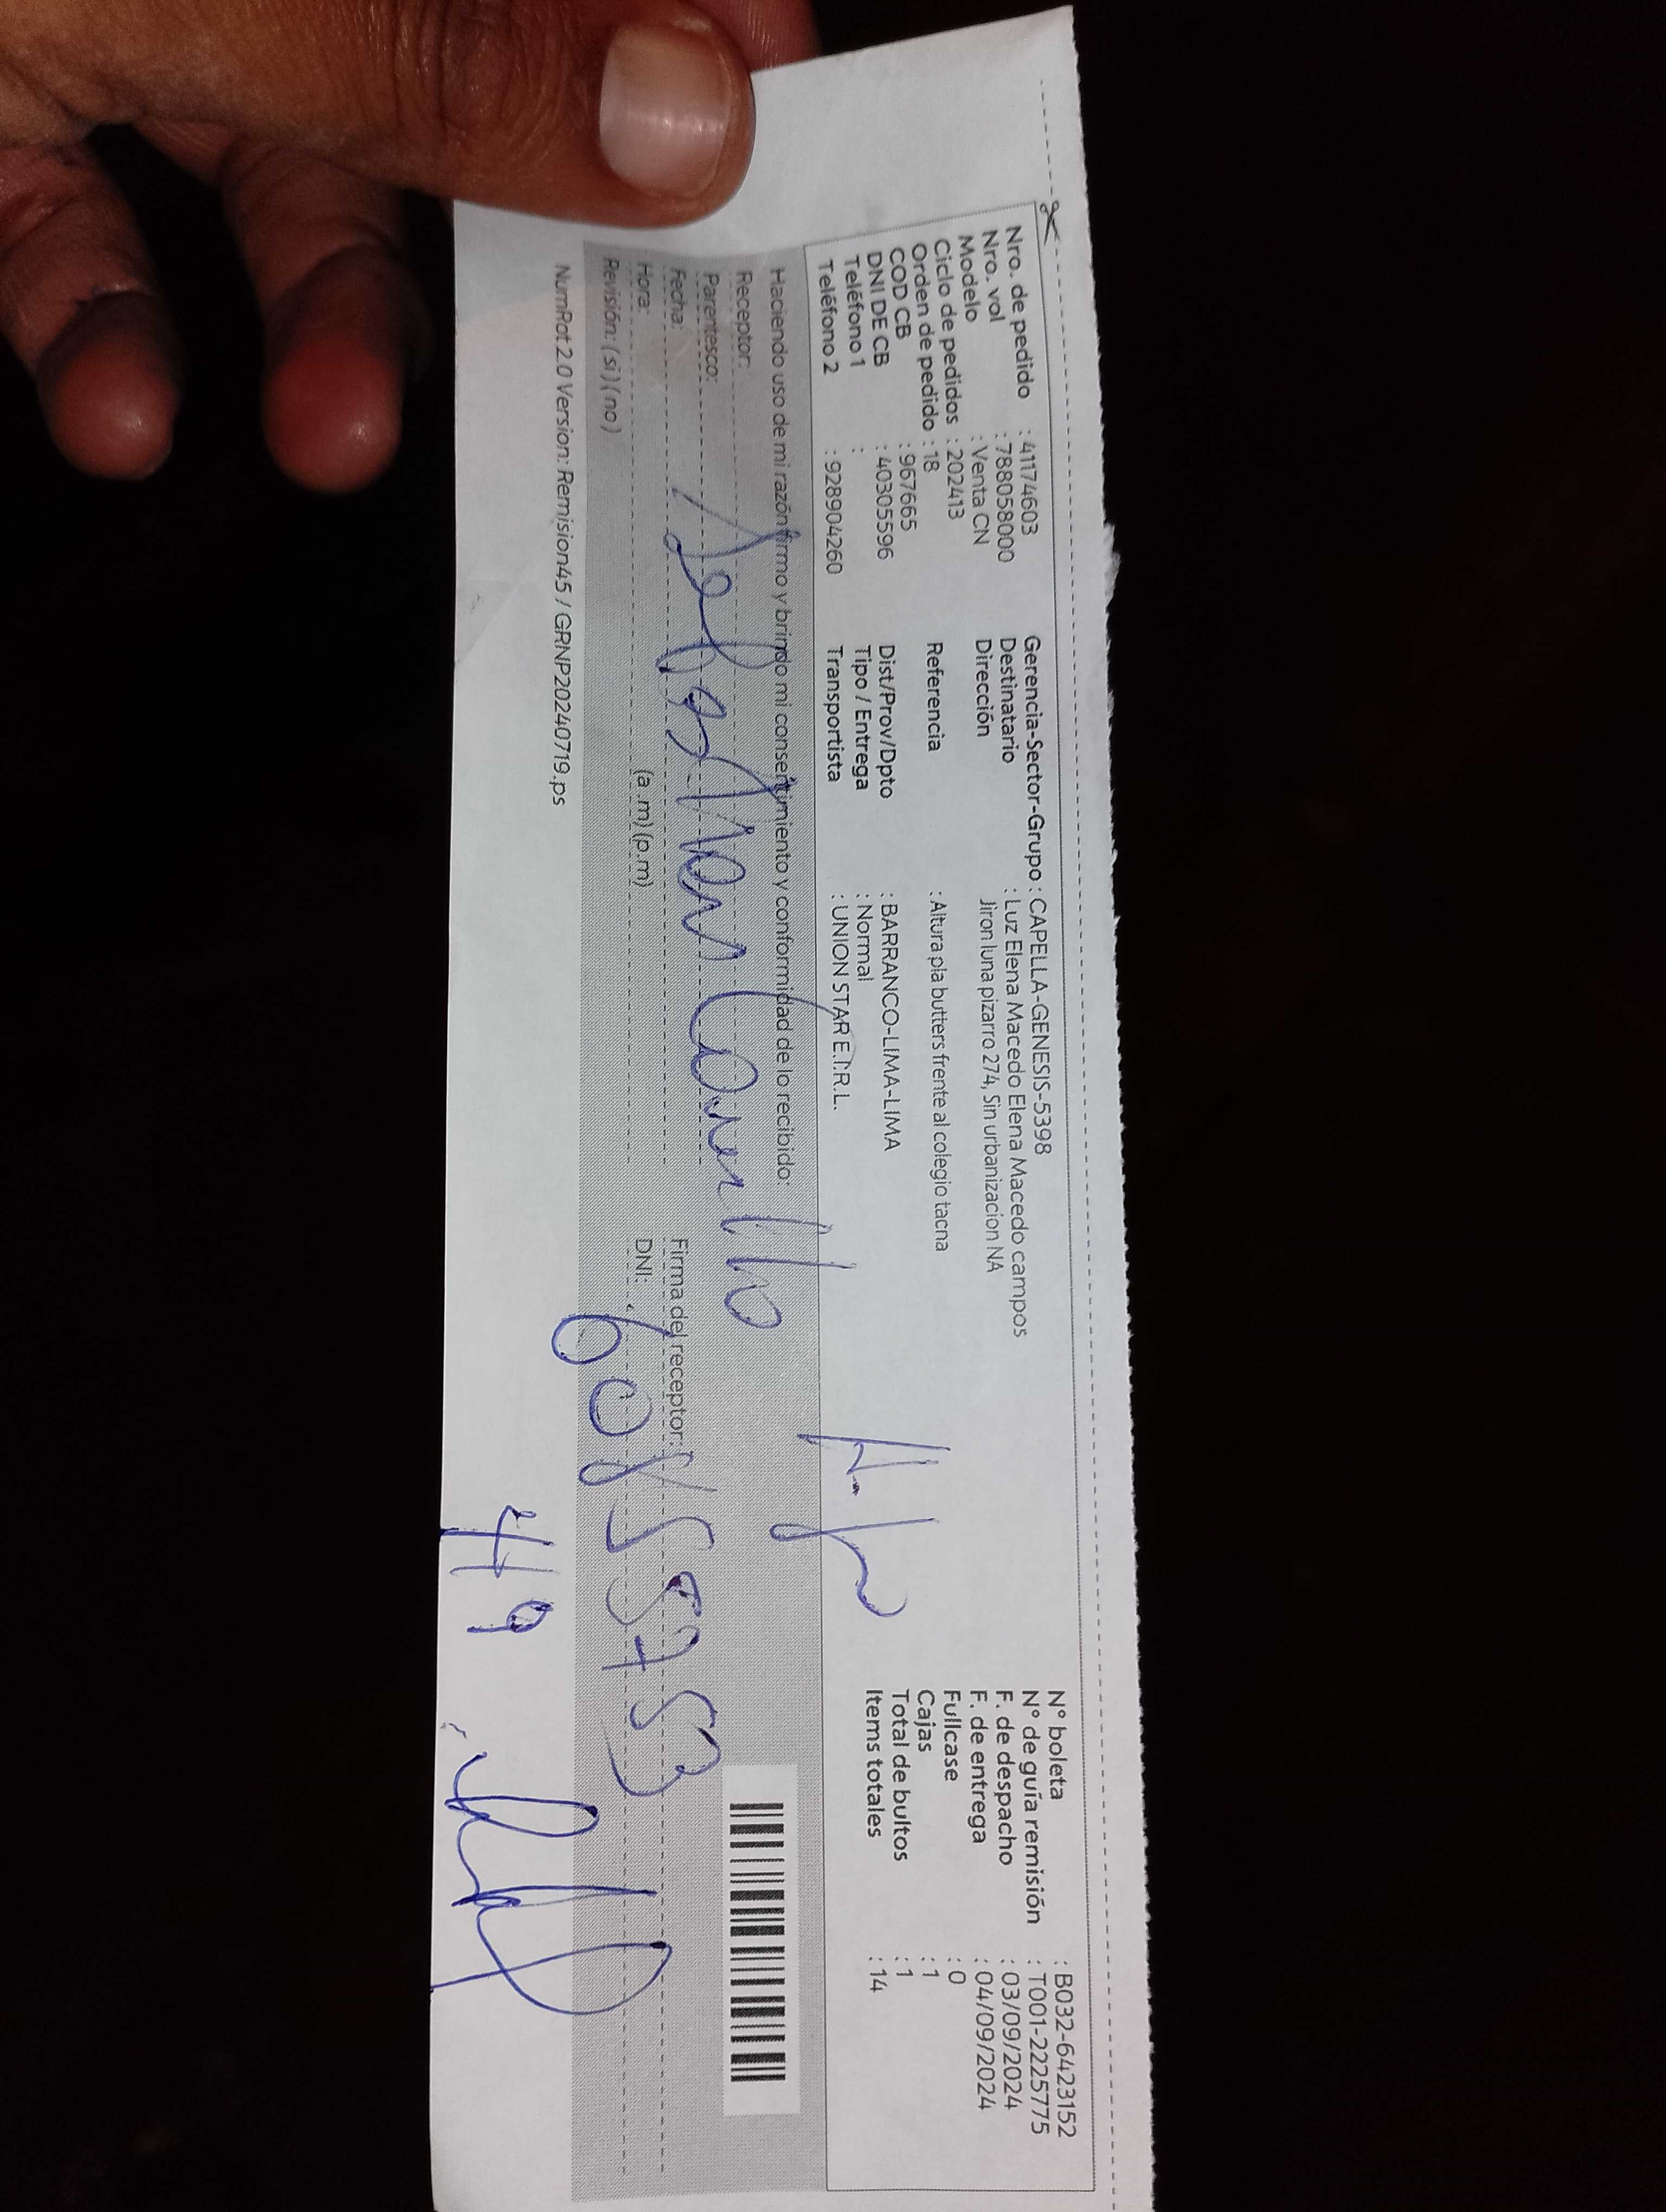 Nro. de pedido : 41174603
Nro. vol : 788058000
Modelo : Venta CN
Ciclo de pedidos : 202413
Orden de pedido : 18
COD CB : 967665
DNI DE CB : 40305596
Teléfono 1 :
Teléfono 2 : 928904260
Gerencia-Sector-Grupo : CAPELLA-GENESIS-5398
Destinatario : Luz Elena Macedo Elena Macedo campos
Dirección Jiron luna pizarro 274, Sin urbanizacion NA
Referencia : Altura pla butters frente al colegio tacna
Dist/Prov/Dpto : BARRANCO-LIMA-LIMA
Tipo / Entrega : Normal
Transportista : UNION STAR E.I.R.L.
N° boleta : B032-6423152
N° de guía remisión : T001-2225775
F. de despacho : 03/09/2024
F. de entrega : 04/09/2024
Fullcase : 0
Cajas : 1
Total de bultos : 1
Items totales : 14
Haciendo uso de mi razón firmo y brindo mi consentimiento y conformidad de lo recibido:
Receptor:
Parentesco:
Fecha:
Hora: (a.m) (p.m)
Revisión: (si) (no)
Firma del receptor:
DNI:
4/9
NumRot 2.0 Version: Remision45 / GRNP20240719.ps